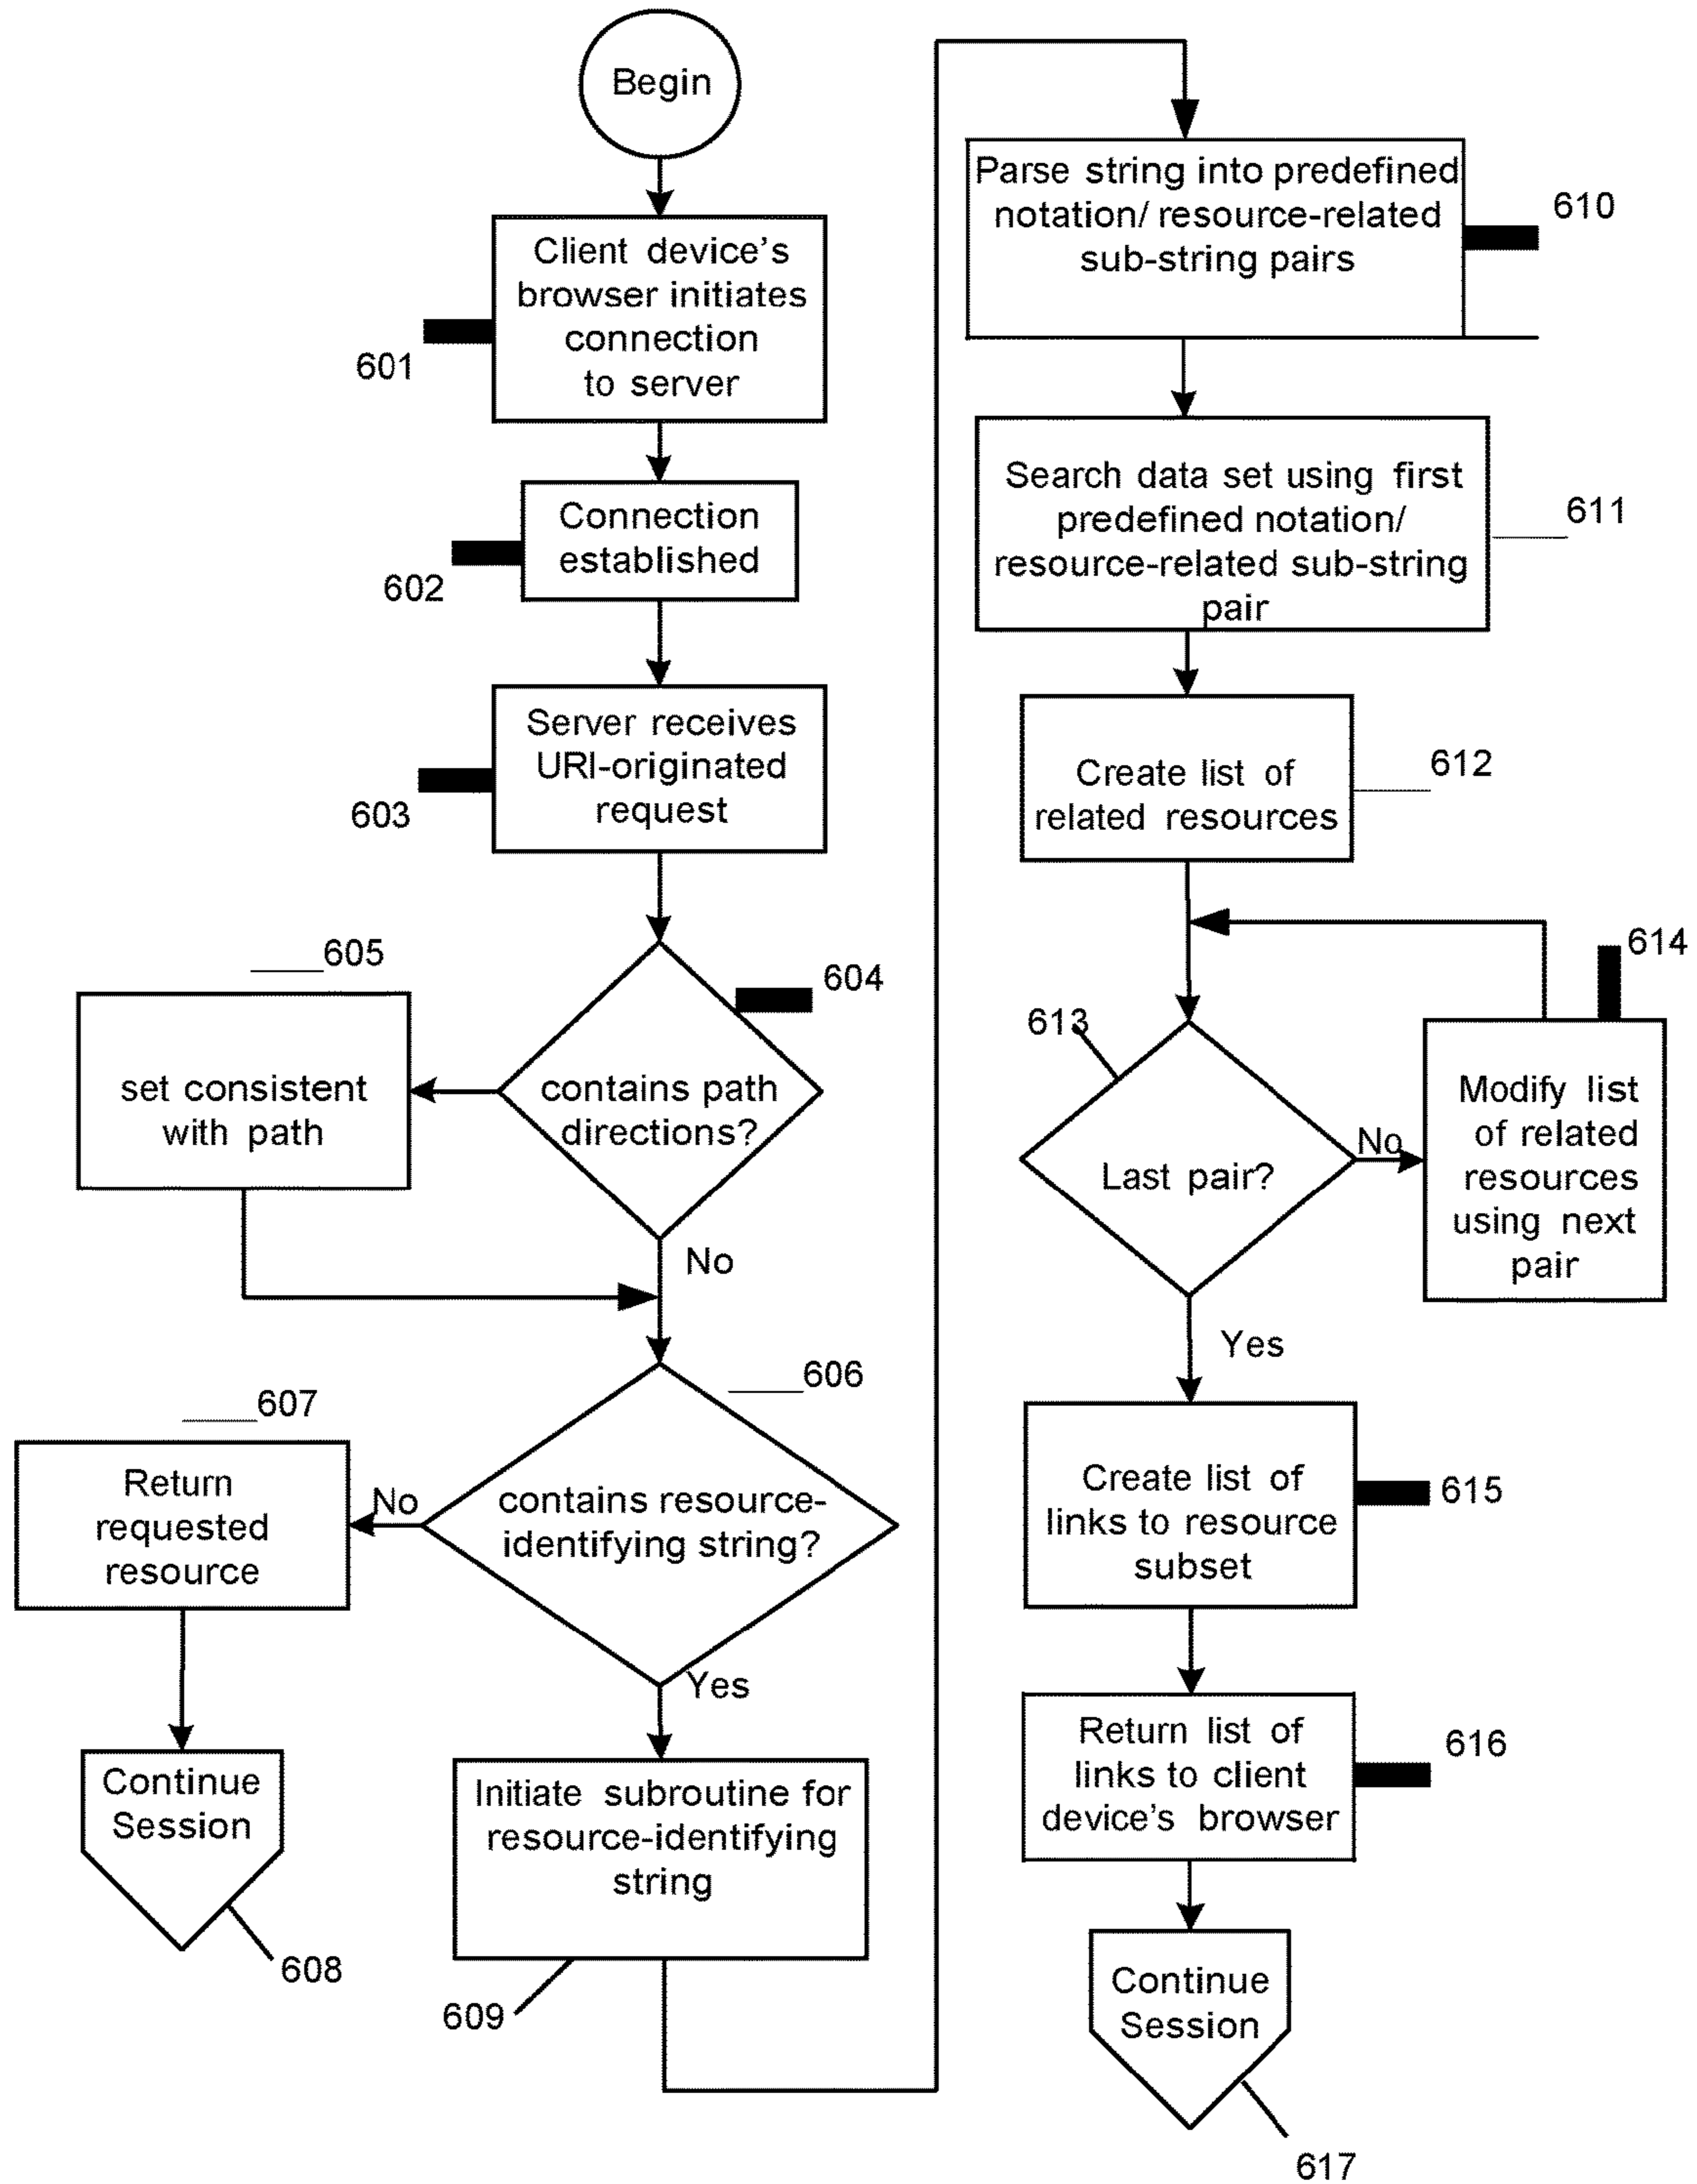 Begin
Client device's
browser initiates
connection
to server
601
Connection
established
602
Server receives
URI-originated
request
603
605
604
set consistent
with path
contains path
directions?
No
606
607
Return
requested
resource
No
contains resource-
identifying string?
Yes
Continue
Session
608
Initiate subroutine for
resource-identifying
string
609
Parse string into predefined
notation/ resource-related
sub-string pairs
610
Search data set using first
predefined notation/
resource-related sub-string
pair
611
Create list of
related resources
612
613
Last pair?
No
614
Modify list
of related
resources
using next
pair
Yes
Create list of
links to resource
subset
615
Return list of
links to client
device's browser
616
Continue
Session
617